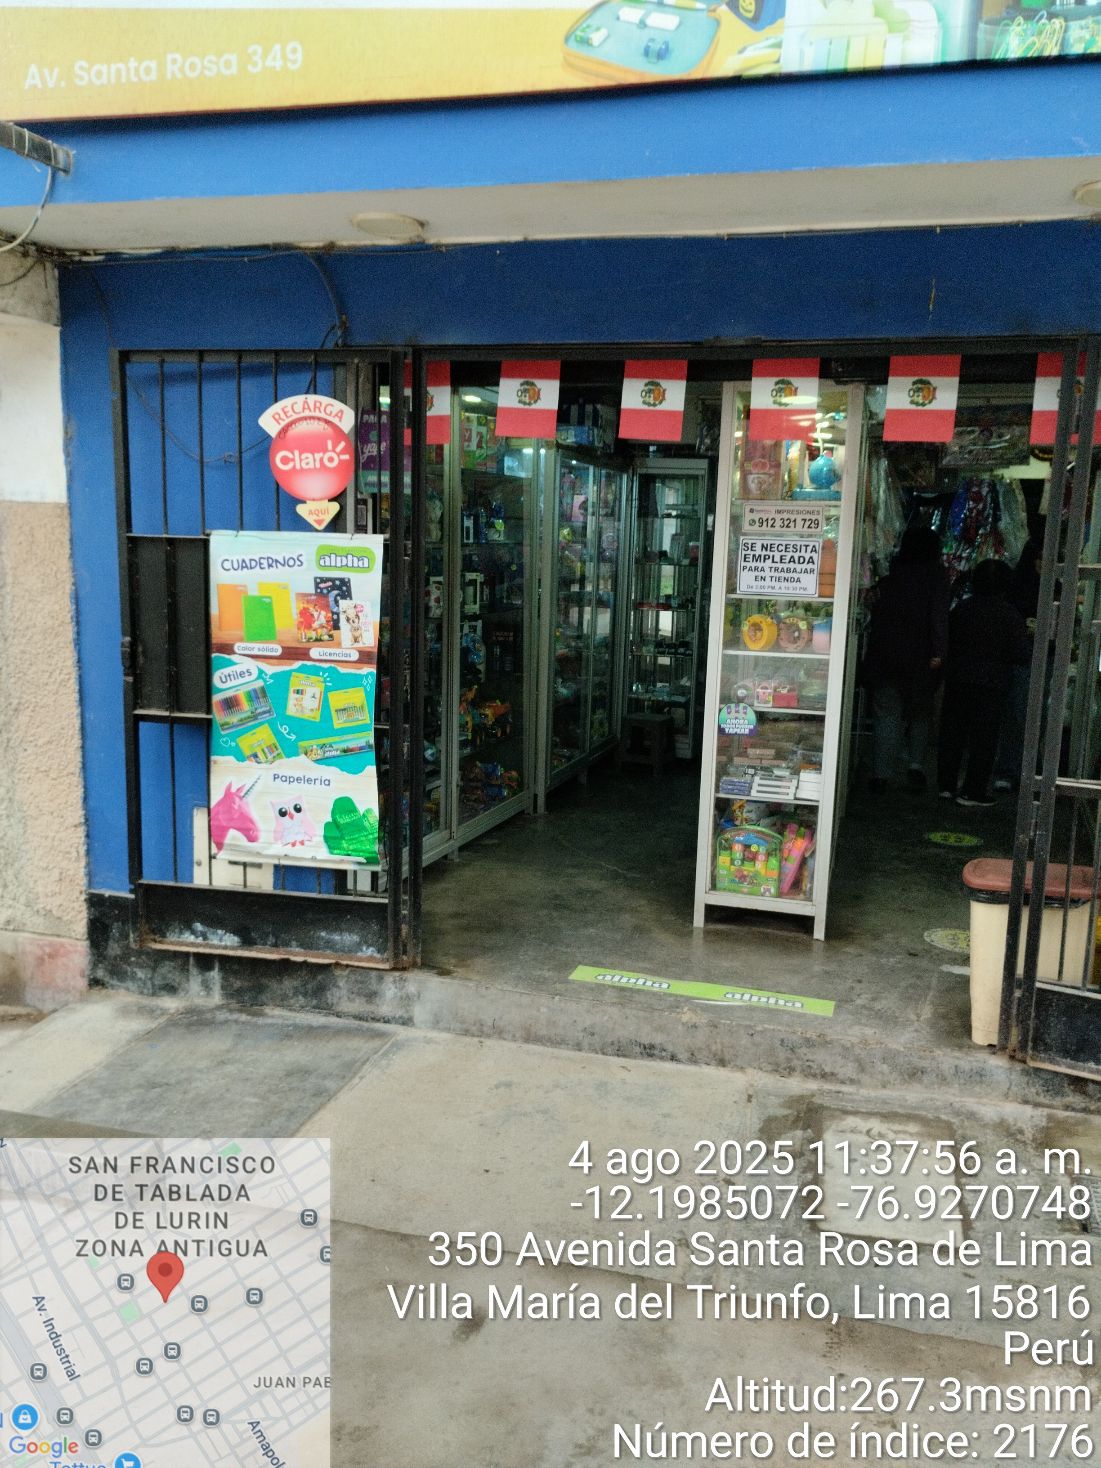 Av. Santa Rosa 349
RECÁRGA
Claro
AQUÍ
CUADERNOS alpha
Color sólido
Licencias
Útiles
Papelería
IMPRESIONES
912 321 729
SE NECESITA
EMPLEADA
PARA TRABAJAR
EN TIENDA
AHORA
alpha alpha
SAN FRANCISCO
DE TABLADA
DE LURIN
ZONA ANTIGUA
Av. Industrial
JUAN PAB
Amapol
Google
Tottus
4 ago 2025 11:37:56 a. m.
-12.1985072 -76.9270748
350 Avenida Santa Rosa de Lima
Villa María del Triunfo, Lima 15816
Perú
Altitud:267.3msnm
Número de índice: 2176